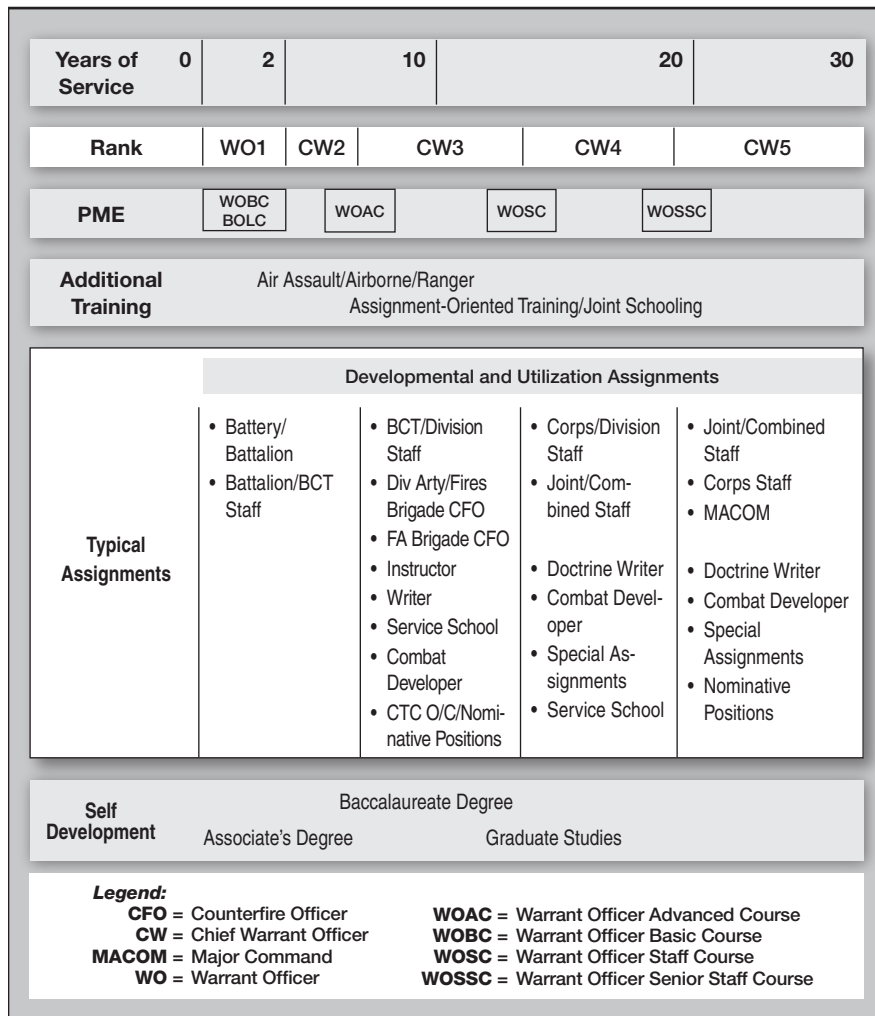 Years of Service 0 2 10 20 30
Rank WO1 CW2 CW3 CW4 CW5
PME WOBC BOLC WOAC WOSC WOSSC
Additional Training
Air Assault/Airborne/Ranger
Assignment-Oriented Training/Joint Schooling
Developmental and Utilization Assignments
Typical
Assignments
• Battery/
Battalion
• Battalion/BCT
Staff
• BCT/Division
Staff
• Div Arty/Fires
Brigade CFO
• FA Brigade CFO
• Instructor
• Writer
• Service School
• Combat
Developer
• CTC O/C/Nomi-
native Positions
• Corps/Division
Staff
• Joint/Com-
bined Staff
• Doctrine Writer
• Combat Devel-
oper
• Special As-
signments
• Service School
• Joint/Combined
Staff
• Corps Staff
• MACOM
• Doctrine Writer
• Combat Developer
• Special
Assignments
• Nominative
Positions
Self
Development
Baccalaureate Degree
Associate's Degree Graduate Studies
Legend:
CFO = Counterfire Officer
CW = Chief Warrant Officer
MACOM = Major Command
WO = Warrant Officer
WOAC = Warrant Officer Advanced Course
WOBC = Warrant Officer Basic Course
WOSC = Warrant Officer Staff Course
WOSSC = Warrant Officer Senior Staff Course